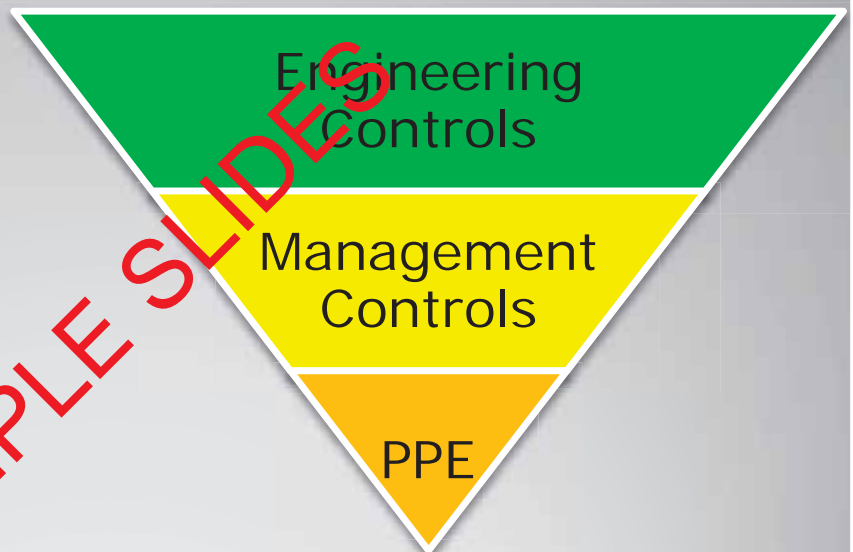 Engineering
Controls
Management
Controls
PPE
PLE SLIDES